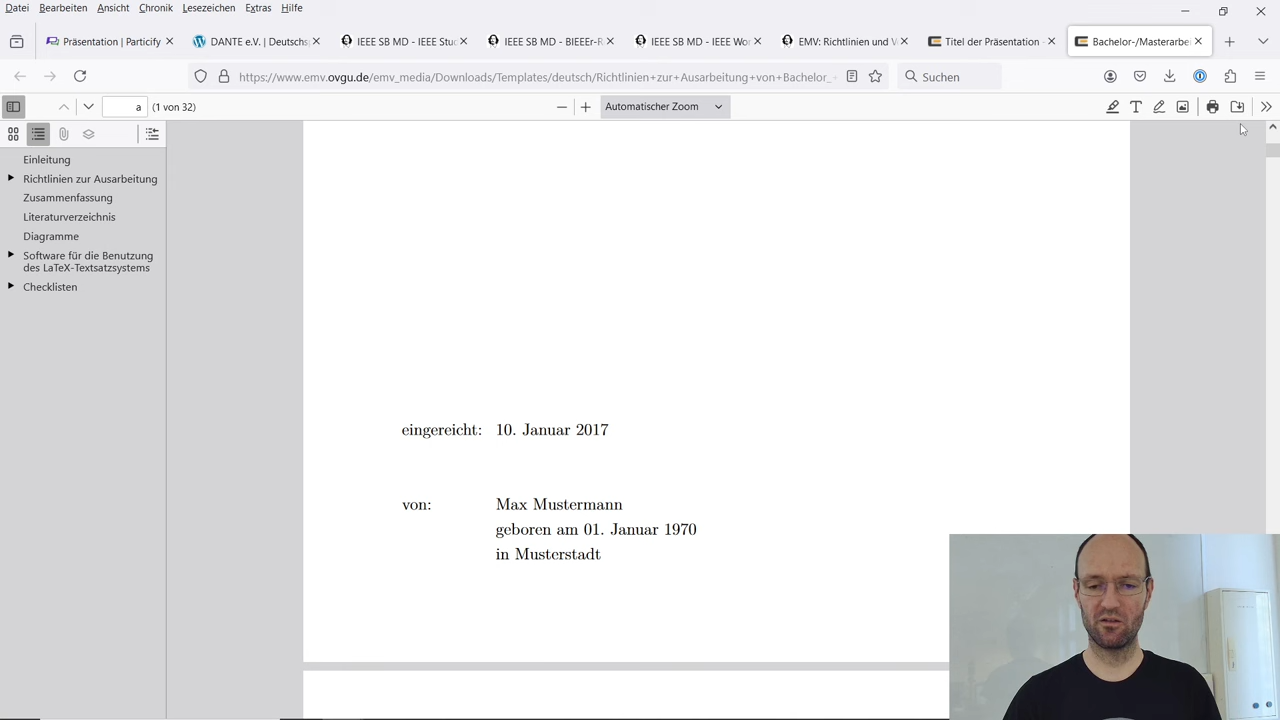 Datei Bearbeiten Ansicht Chronik Lesezeichen Extras Hilfe
Präsentation | Particify
DANTE e.V. | Deutschs
IEEE SB MD - IEEE Stu
IEEE SB MD - BIEEEr-R
IEEE SB MD - IEEE Wo
EMV: Richtlinien und V
Titel der Präsentation -
Bachelor-/Masterarbe
https://www.emv.ovgu.de/emv_media/Downloads/Templates/deutsch/Richtlinien+zur+Ausarbeitung+von+Bachelor_
Suchen
a (1 von 32)
Automatischer Zoom
Einleitung
Richtlinien zur Ausarbeitung
Zusammenfassung
Literaturverzeichnis
Diagramme
Software für die Benutzung
des LaTeX-Textsatzsystems
Checklisten
eingereicht: 10. Januar 2017
von: Max Mustermann
geboren am 01. Januar 1970
in Musterstadt